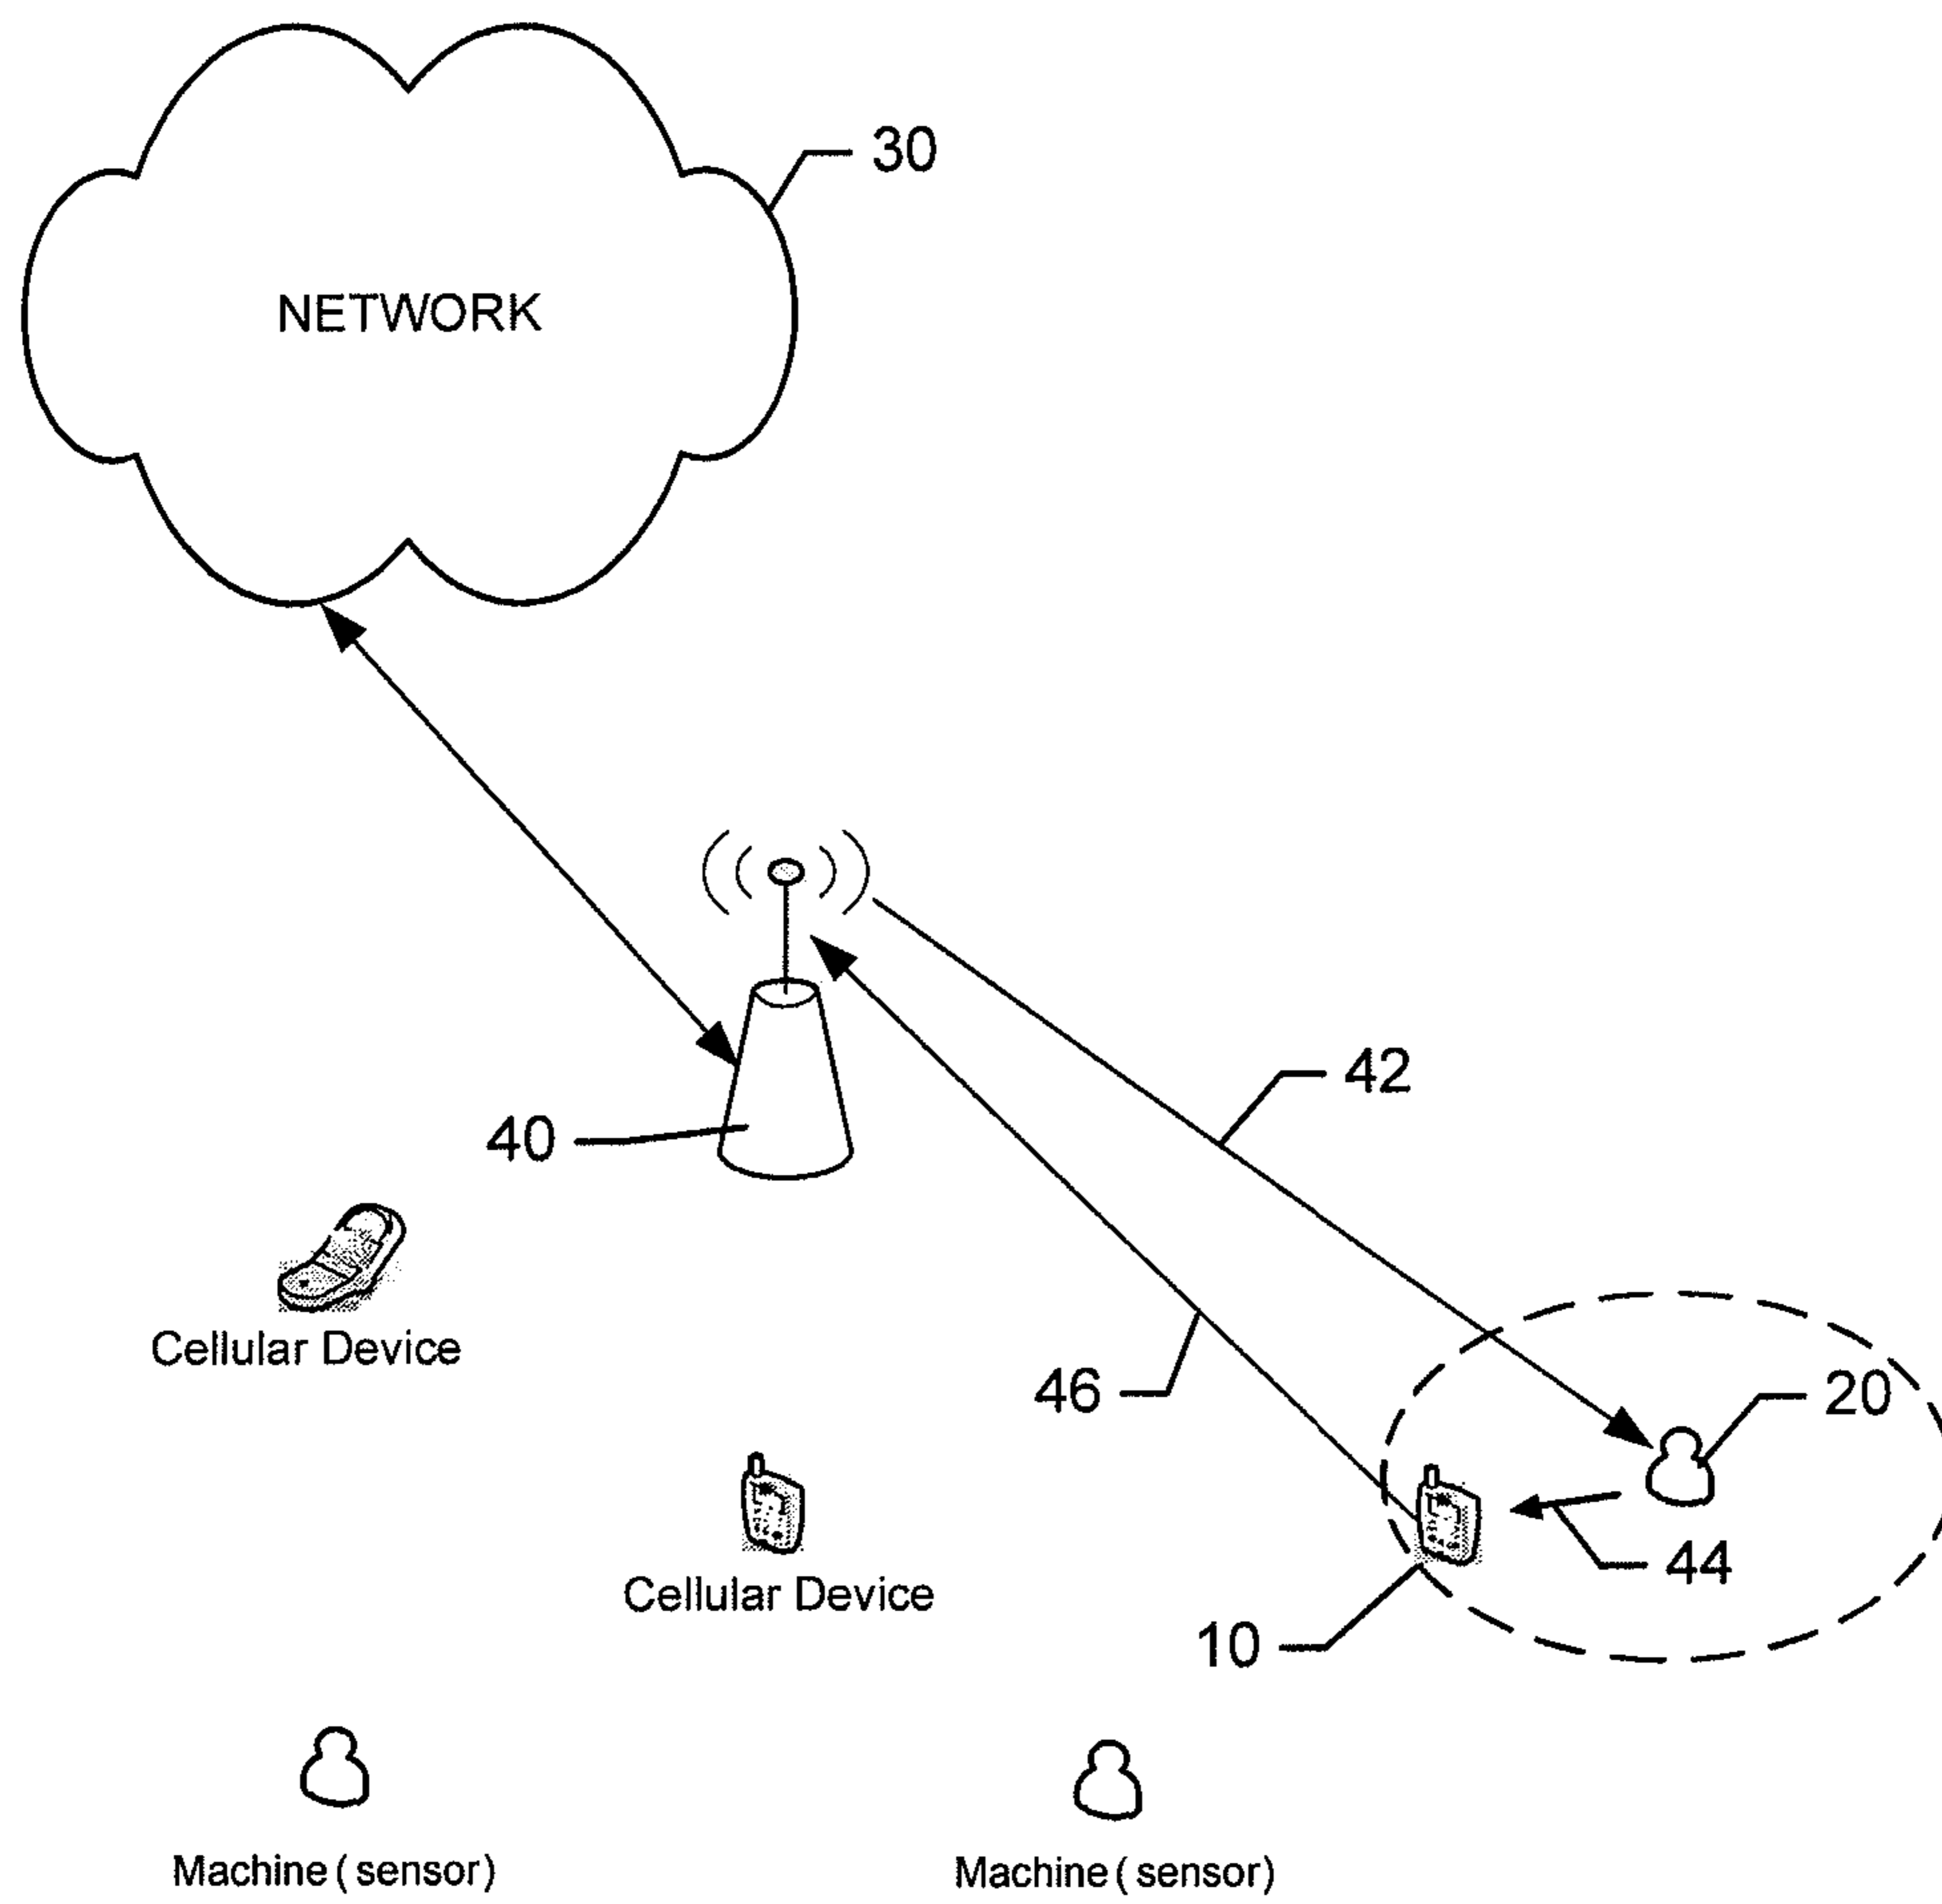 30
NETWORK
42
40
Cellular Device
46
20
44
Cellular Device
10
Machine ( sensor)
Machine ( sensor)